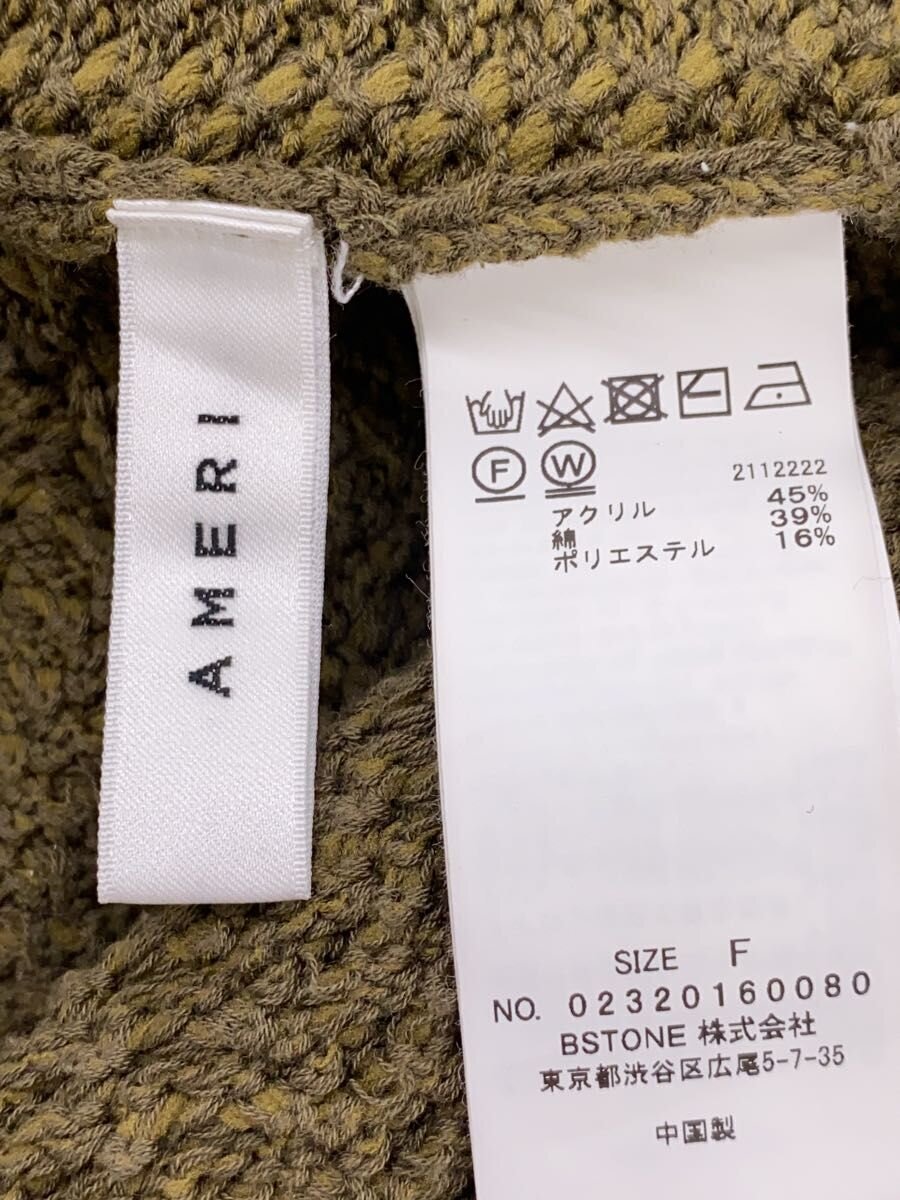 AMERI
F W
2112222
アクリル 45%
綿 39%
ポリエステル 16%
SIZE F
NO. 02320160080
BSTONE 株式会社
東京都渋谷区広尾5-7-35
中国製